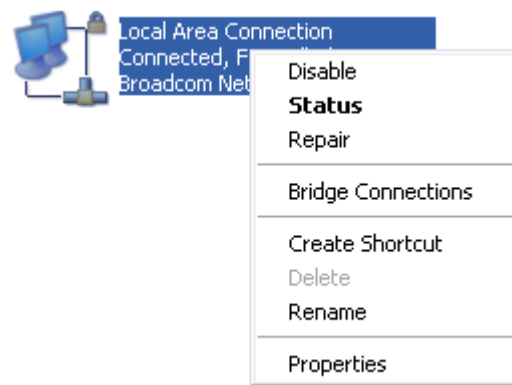 Local Area Connection
Connected, F
Broadcom Net
Disable
Status
Repair
Bridge Connections
Create Shortcut
Delete
Rename
Properties